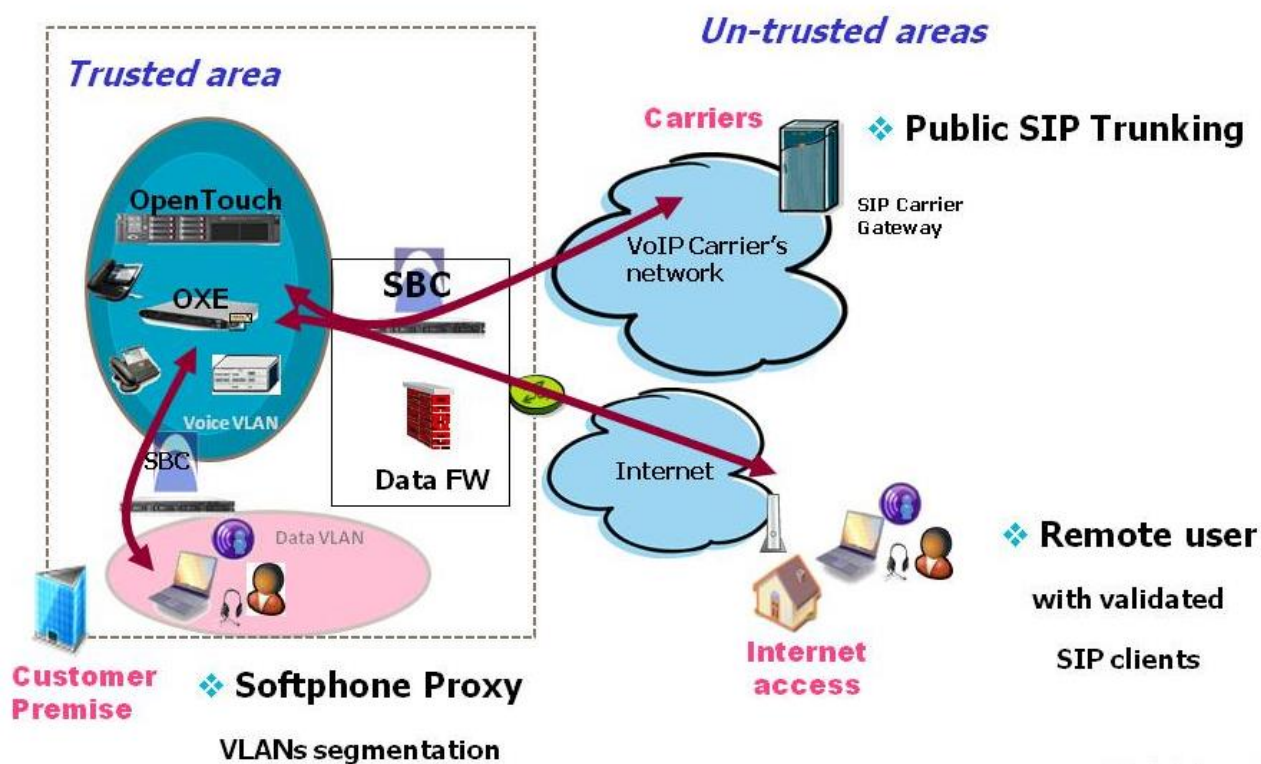 Un-trusted areas
Trusted area
Carriers
❖ Public SIP Trunking
OpenTouch
SIP Carrier
Gateway
VoIP Carrier's
network
SBC
OXE
Voice VLAN
SBC
Data FW
Internet
Data VLAN
❖ Remote user
with validated
SIP clients
Internet
access
Customer
Premise
❖ Softphone Proxy
VLANs segmentation